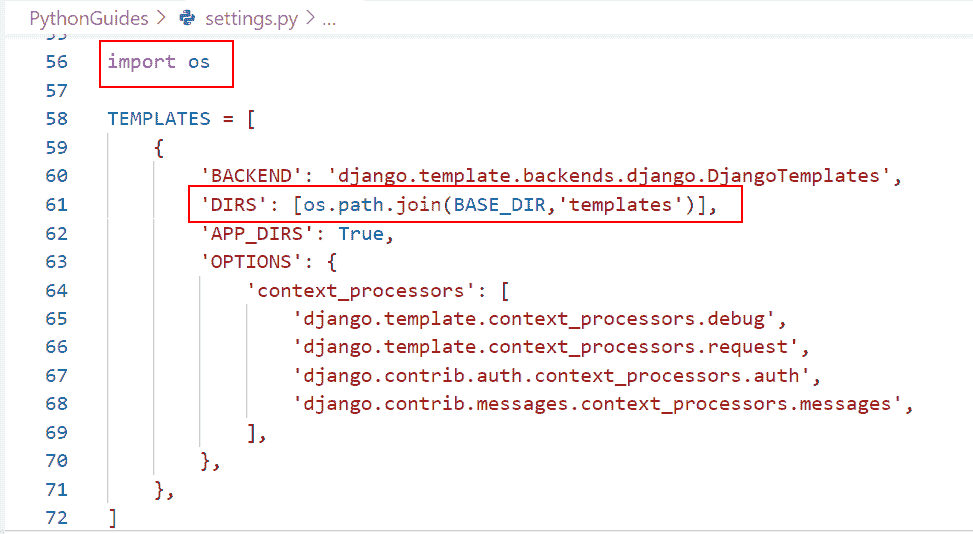 PythonGuides > settings.py > ...
55
56 import os
57
58 TEMPLATES = [
59     {
60         'BACKEND': 'django.template.backends.django.DjangoTemplates',
61         'DIRS': [os.path.join(BASE_DIR,'templates')],
62         'APP_DIRS': True,
63         'OPTIONS': {
64             'context_processors': [
65                 'django.template.context_processors.debug',
66                 'django.template.context_processors.request',
67                 'django.contrib.auth.context_processors.auth',
68                 'django.contrib.messages.context_processors.messages',
69             ],
70         },
71     },
72 ]